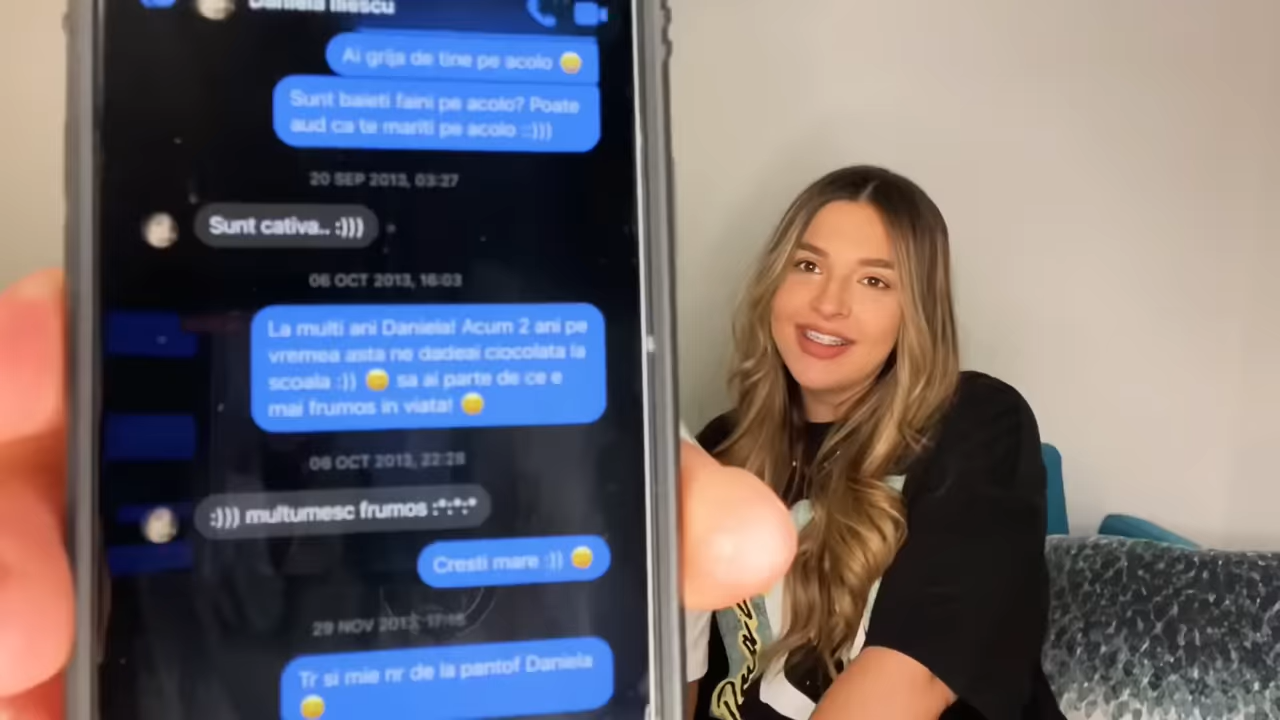 Daniela Iliescu
Ai grija de tine pe acolo
Sunt baieti faini pe acolo? Poate
aud ca te mariti pe acolo ::)))
20 SEP 2013, 03:27
Sunt cativa.. :)))
06 OCT 2013, 16:03
La multi ani Daniela! Acum 2 ani pe
vremea asta ne dadeai ciocolata la
scoala :)) sa ai parte de ce e
mai frumos in viata!
06 OCT 2013, 22:28
:))) multumesc frumos :*:*:*
Cresti mare :))
29 NOV 2013,
Tr si mie nr de la pantof Daniela